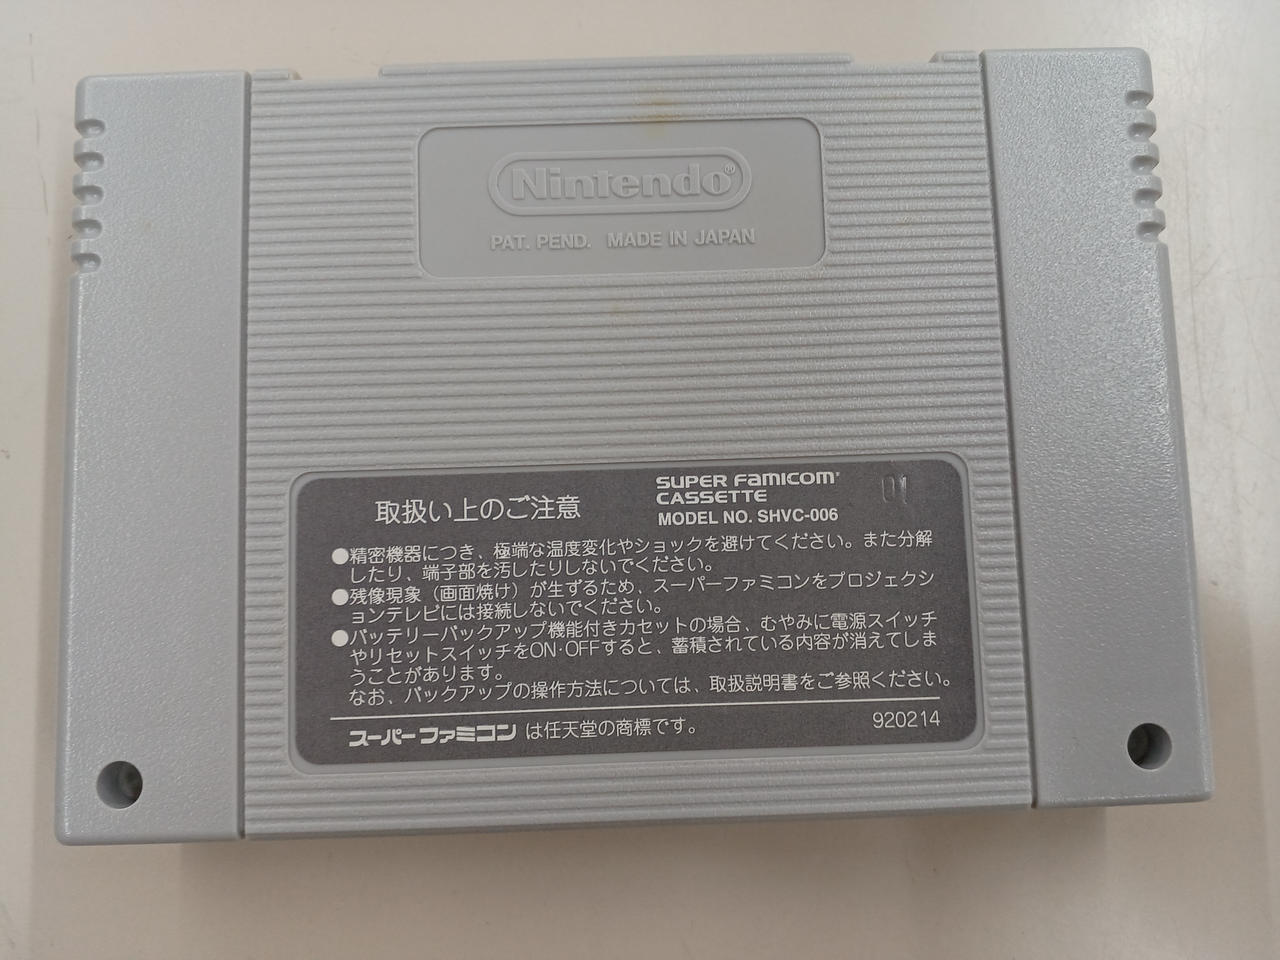 Nintendo®
PAT. PEND. MADE IN JAPAN
取扱い上のご注意
SUPER FAMICOM
CASSETTE
MODEL NO. SHVC-006
01
●精密機器につき、極端な温度変化やショックを避けてください。また分解
したり、端子部を汚したりしないでください。
●残像現象（画面焼け）が生ずるため、スーパーファミコンをプロジェクシ
ョンテレビには接続しないでください。
●バッテリーバックアップ機能付きカセットの場合、むやみに電源スイッチ
やリセットスイッチをON・OFFすると、蓄積されている内容が消えてしま
うことがあります。
なお、バックアップの操作方法については、取扱説明書をご参照ください。
スーパーファミコンは任天堂の商標です。
920214